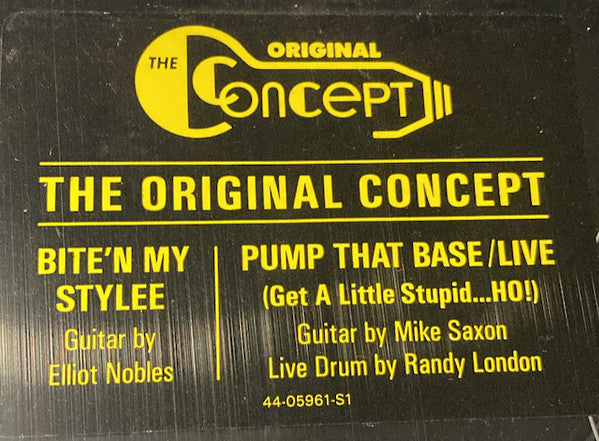 THE ORIGINAL
CONCEPT
THE ORIGINAL CONCEPT
BITE'N MY
STYLEE
Guitar by
Elliot Nobles
PUMP THAT BASE/LIVE
(Get A Little Stupid...HO!)
Guitar by Mike Saxon
Live Drum by Randy London
44-05961-S1